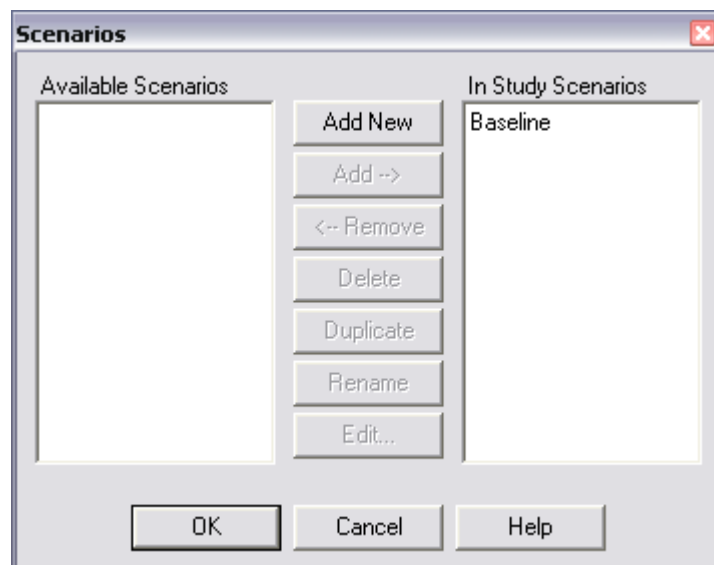 Scenarios
Available Scenarios
In Study Scenarios
Add New
Baseline
Add -->
<-- Remove
Delete
Duplicate
Rename
Edit...
OK
Cancel
Help